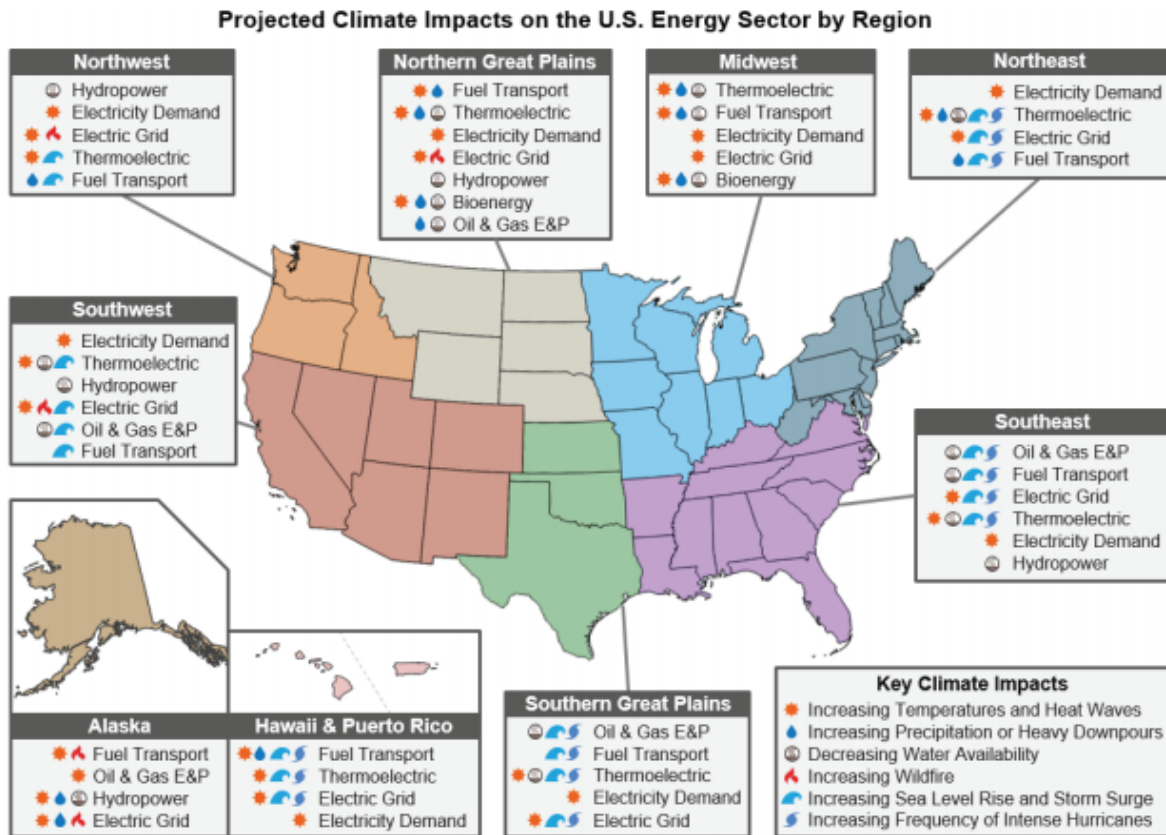 Projected Climate Impacts on the U.S. Energy Sector by Region
Northwest
Hydropower
Electricity Demand
Electric Grid
Thermoelectric
Fuel Transport
Northern Great Plains
Fuel Transport
Thermoelectric
Electricity Demand
Electric Grid
Hydropower
Bioenergy
Oil & Gas E&P
Midwest
Thermoelectric
Fuel Transport
Electricity Demand
Electric Grid
Bioenergy
Northeast
Electricity Demand
Thermoelectric
Electric Grid
Fuel Transport
Southwest
Electricity Demand
Thermoelectric
Hydropower
Electric Grid
Oil & Gas E&P
Fuel Transport
Southeast
Oil & Gas E&P
Fuel Transport
Electric Grid
Thermoelectric
Electricity Demand
Hydropower
Alaska
Fuel Transport
Oil & Gas E&P
Hydropower
Electric Grid
Hawaii & Puerto Rico
Fuel Transport
Thermoelectric
Electric Grid
Electricity Demand
Southern Great Plains
Oil & Gas E&P
Fuel Transport
Thermoelectric
Electricity Demand
Electric Grid
Key Climate Impacts
Increasing Temperatures and Heat Waves
Increasing Precipitation or Heavy Downpours
Decreasing Water Availability
Increasing Wildfire
Increasing Sea Level Rise and Storm Surge
Increasing Frequency of Intense Hurricanes